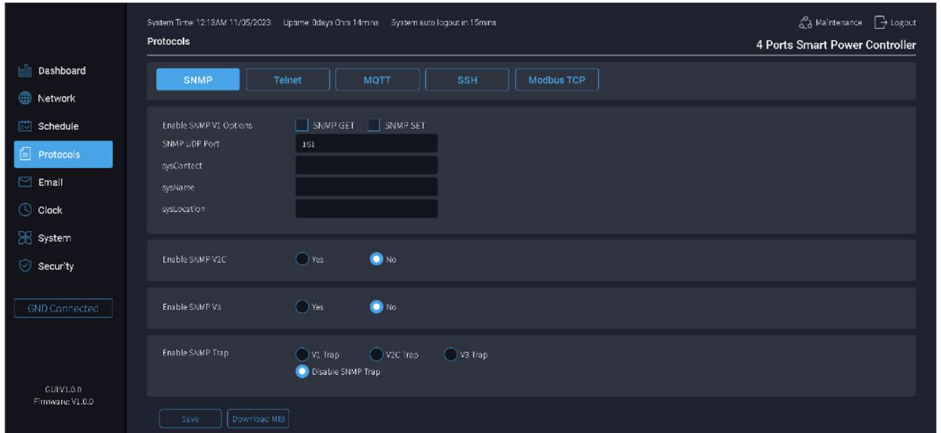 System Time: 12:13AM 11/05/2023 Uptime: 0days 0hrs 14mins System auto logout in 15mins
Maintenance Logout
Protocols
4 Ports Smart Power Controller
Dashboard
Network
Schedule
Protocols
Email
Clock
System
Security
GND Connected
GUI:V1.0.0
Firmware: V1.0.0
SNMP Telnet MQTT SSH Modbus TCP
Enable SNMP V1 Options SNMP GET SNMP SET
SNMP UDP Port 161
sysContact
sysName
sysLocation
Enable SNMP V2C Yes No
Enable SNMP V3 Yes No
Enable SNMP Trap V1 Trap V2C Trap V3 Trap
Disable SNMP Trap
Save Download MIB